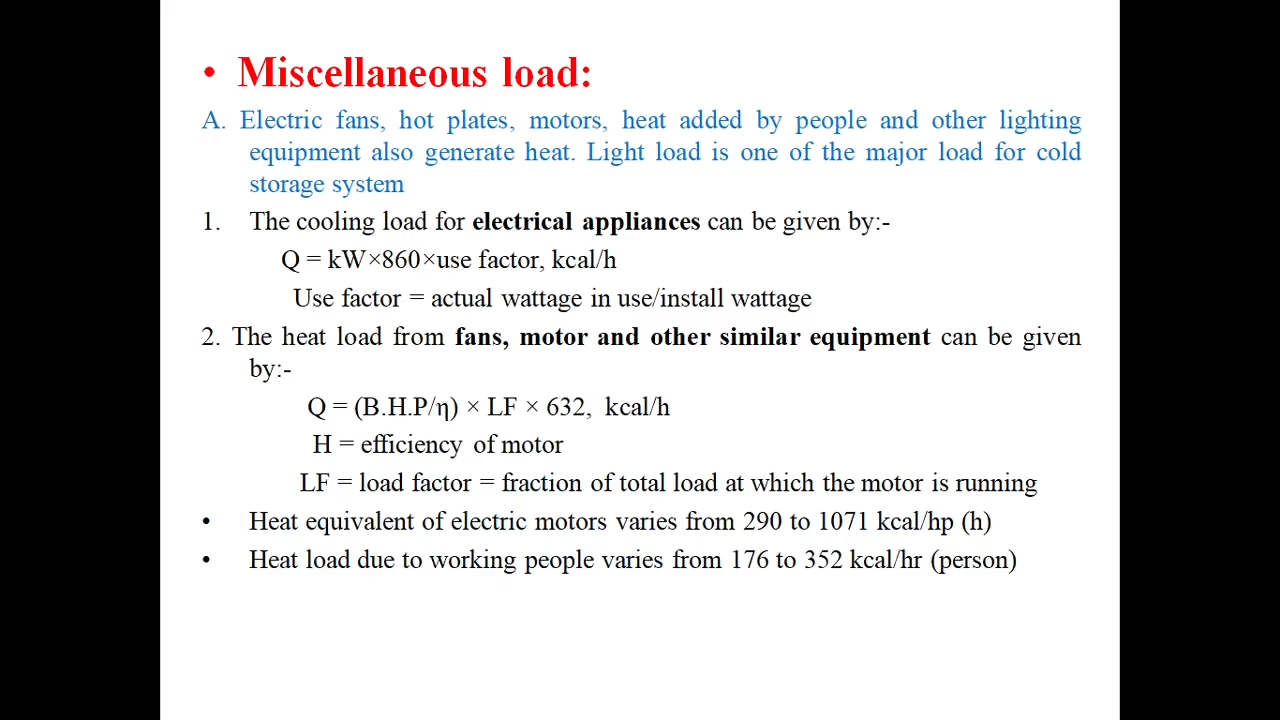 • Miscellaneous load:
A. Electric fans, hot plates, motors, heat added by people and other lighting
equipment also generate heat. Light load is one of the major load for cold
storage system
1. The cooling load for electrical appliances can be given by:-
Q = kW×860×use factor, kcal/h
Use factor = actual wattage in use/install wattage
2. The heat load from fans, motor and other similar equipment can be given
by:-
Q = (B.H.P/η) × LF × 632, kcal/h
H = efficiency of motor
LF = load factor = fraction of total load at which the motor is running
• Heat equivalent of electric motors varies from 290 to 1071 kcal/hp (h)
• Heat load due to working people varies from 176 to 352 kcal/hr (person)